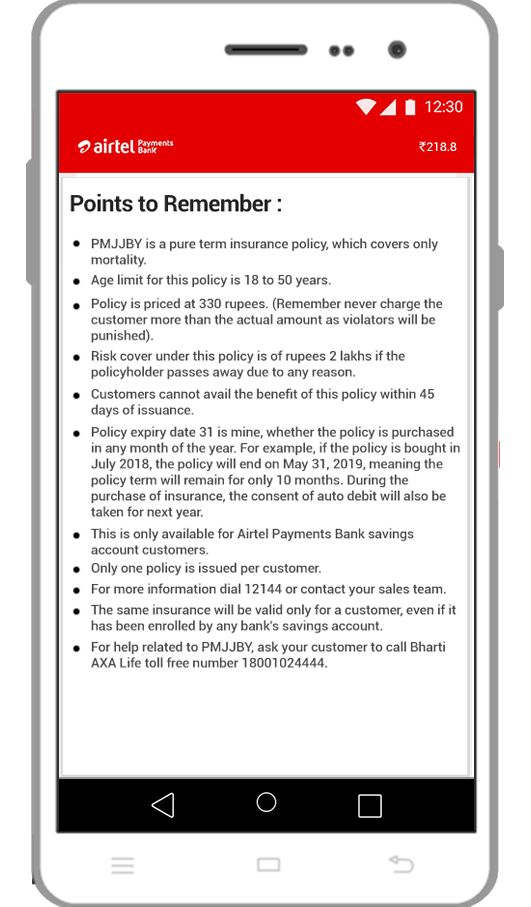 12:30
airtel Payments Bank
₹218.8
Points to Remember :
PMJJBY is a pure term insurance policy, which covers only
mortality.
Age limit for this policy is 18 to 50 years.
Policy is priced at 330 rupees. (Remember never charge the
customer more than the actual amount as violators will be
punished).
Risk cover under this policy is of rupees 2 lakhs if the
policyholder passes away due to any reason.
Customers cannot avail the benefit of this policy within 45
days of issuance.
Policy expiry date 31 is mine, whether the policy is purchased
in any month of the year. For example, if the policy is bought in
July 2018, the policy will end on May 31, 2019, meaning the
policy term will remain for only 10 months. During the
purchase of insurance, the consent of auto debit will also be
taken for next year.
This is only available for Airtel Payments Bank savings
account customers.
Only one policy is issued per customer.
For more information dial 12144 or contact your sales team.
The same insurance will be valid only for a customer, even if it
has been enrolled by any bank's savings account.
For help related to PMJJBY, ask your customer to call Bharti
AXA Life toll free number 18001024444.